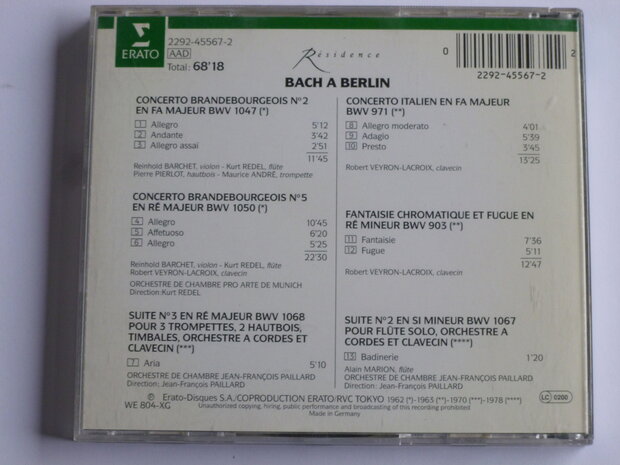 ERATO
2292-45567-2
AAD
Total: 68'18
Résidence
BACH A BERLIN
0 2
2292-45567-2
CONCERTO BRANDEBOURGEOIS N°2
EN FA MAJEUR BWV 1047 (*)
1 Allegro 5'12
2 Andante 3'42
3 Allegro assai 2'51
11'45
Reinhold BARCHET, violon - Kurt REDEL, flûte
Pierre PIERLOT, hautbois - Maurice ANDRÉ, trompette
CONCERTO BRANDEBOURGEOIS N°5
EN RÉ MAJEUR BWV 1050 (*)
4 Allegro 10'45
5 Affetuoso 6'20
6 Allegro 5'25
22'30
Reinhold BARCHET, violon - Kurt REDEL, flûte
Robert VEYRON-LACROIX, clavecin
ORCHESTRE DE CHAMBRE PRO ARTE DE MUNICH
Direction: Kurt REDEL
SUITE N°3 EN RÉ MAJEUR BWV 1068
POUR 3 TROMPETTES, 2 HAUTBOIS,
TIMBALES, ORCHESTRE A CORDES ET
CLAVECIN (***)
7 Aria 5'10
ORCHESTRE DE CHAMBRE JEAN-FRANÇOIS PAILLARD
Direction: Jean-François PAILLARD
CONCERTO ITALIEN EN FA MAJEUR
BWV 971 (**)
8 Allegro moderato 4'01
9 Adagio 5'39
10 Presto 3'45
13'25
Robert VEYRON-LACROIX, clavecin
FANTAISIE CHROMATIQUE ET FUGUE EN
RÉ MINEUR BWV 903 (**)
11 Fantaisie 7'36
12 Fugue 5'11
12'47
Robert VEYRON-LACROIX, clavecin
SUITE N°2 EN SI MINEUR BWV 1067
POUR FLÛTE SOLO, ORCHESTRE A
CORDES ET CLAVECIN (****)
13 Badinerie 1'20
Alain MARION, flûte
ORCHESTRE DE CHAMBRE JEAN-FRANÇOIS PAILLARD
Direction: Jean-François PAILLARD
℗ Erato-Disques S.A./COPRODUCTION ERATO/RVC TOKYO 1962 (*)-1963 (**)-1970 (***)-1978 (****)
WE 804-XG
Unauthorized copying, hiring, public performance and broadcasting of this recording prohibited
Made in Germany
LC 0200